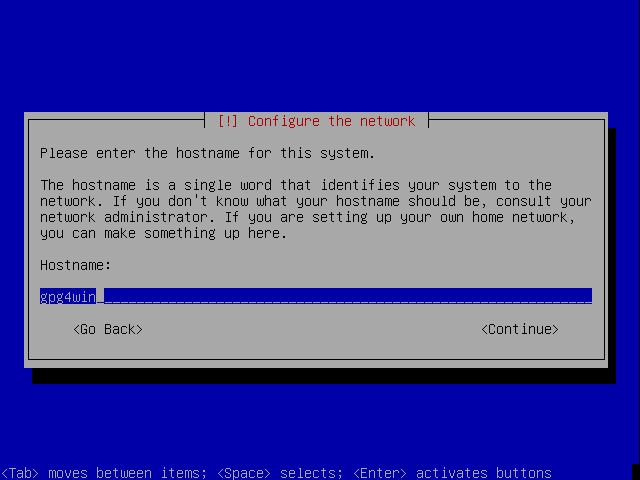 [!] Configure the network
Please enter the hostname for this system.
The hostname is a single word that identifies your system to the
network. If you don't know what your hostname should be, consult your
network administrator. If you are setting up your own home network,
you can make something up here.
Hostname:
gpg4win
<Go Back> <Continue>
<Tab> moves between items; <Space> selects; <Enter> activates buttons